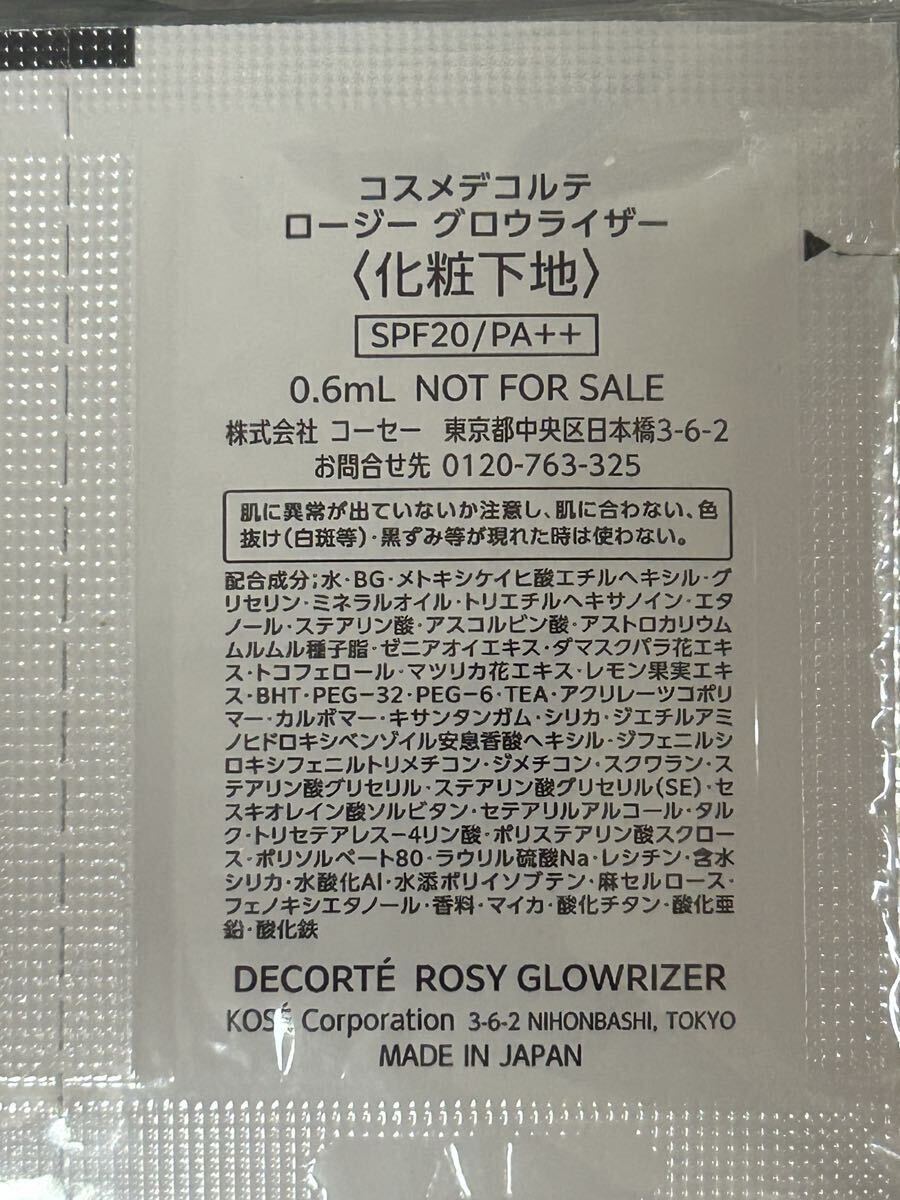 コスメデコルテ
ロージー グロウライザー
〈化粧下地〉
SPF20/PA++
0.6mL NOT FOR SALE
株式会社 コーセー 東京都中央区日本橋3-6-2
お問合せ先 0120-763-325
肌に異常が出ていないか注意し、肌に合わない、色
抜け(白斑等)・黒ずみ等が現れた時は使わない。
配合成分;水・BG・メトキシケイヒ酸エチルヘキシル・グ
リセリン・ミネラルオイル・トリエチルヘキサノイン・エタ
ノール・ステアリン酸・アスコルビン酸・アストロカリウム
ムルムル種子脂・ゼニアオイエキス・ダマスクバラ花エキ
ス・トコフェロール・マツリカ花エキス・レモン果実エキ
ス・BHT・PEG-32・PEG-6・TEA・アクリレーツコポリ
マー・カルボマー・キサンタンガム・シリカ・ジエチルアミ
ノヒドロキシベンゾイル安息香酸ヘキシル・ジフェニルシ
ロキシフェニルトリメチコン・ジメチコン・スクワラン・ス
テアリン酸グリセリル・ステアリン酸グリセリル(SE)・セ
スキオレイン酸ソルビタン・セテアリルアルコール・タル
ク・トリセテアレス-4リン酸・ポリステアリン酸スクロー
ス・ポリソルベート80・ラウリル硫酸Na・レシチン・含水
シリカ・水酸化Al・水添ポリイソブテン・麻セルロース・
フェノキシエタノール・香料・マイカ・酸化チタン・酸化亜
鉛・酸化鉄
DECORTÉ ROSY GLOWRIZER
KOSÉ Corporation 3-6-2 NIHONBASHI, TOKYO
MADE IN JAPAN